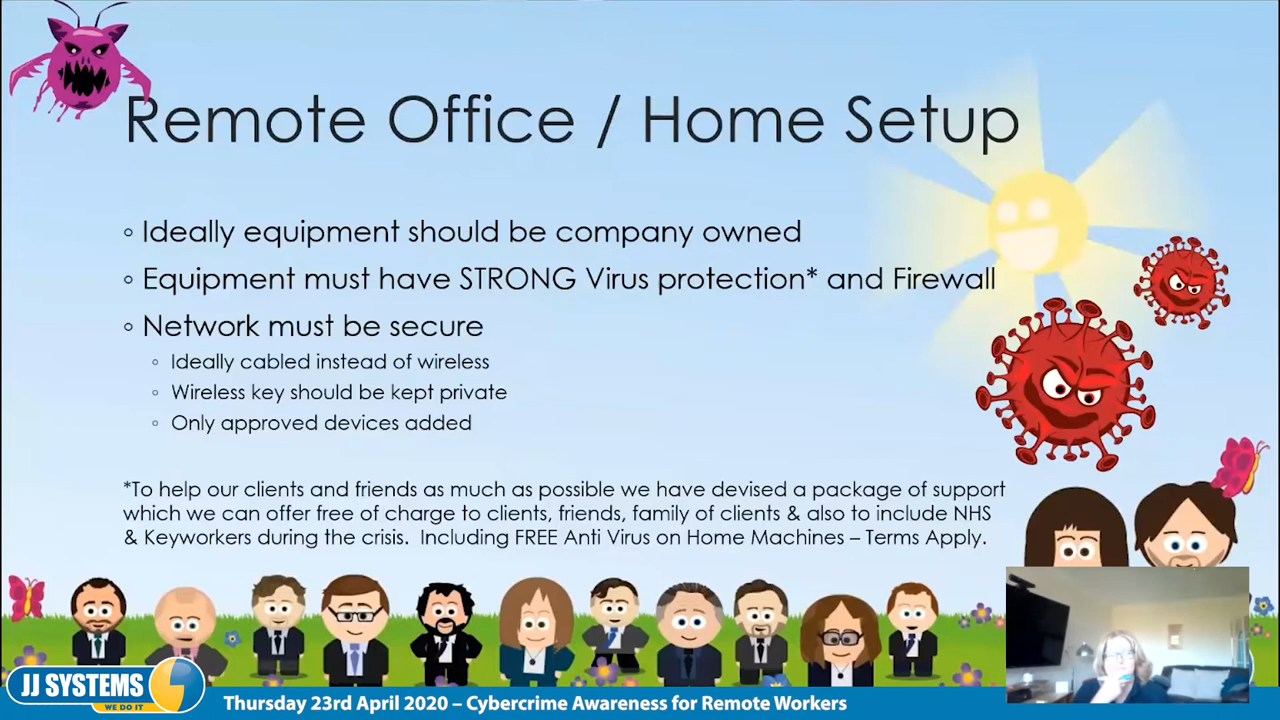 Remote Office / Home Setup
◦ Ideally equipment should be company owned
◦ Equipment must have STRONG Virus protection* and Firewall
◦ Network must be secure
◦ Ideally cabled instead of wireless
◦ Wireless key should be kept private
◦ Only approved devices added
*To help our clients and friends as much as possible we have devised a package of support
which we can offer free of charge to clients, friends, family of clients & also to include NHS
& Keyworkers during the crisis.  Including FREE Anti Virus on Home Machines – Terms Apply.
JJ SYSTEMS
WE DO IT
Thursday 23rd April 2020 – Cybercrime Awareness for Remote Workers